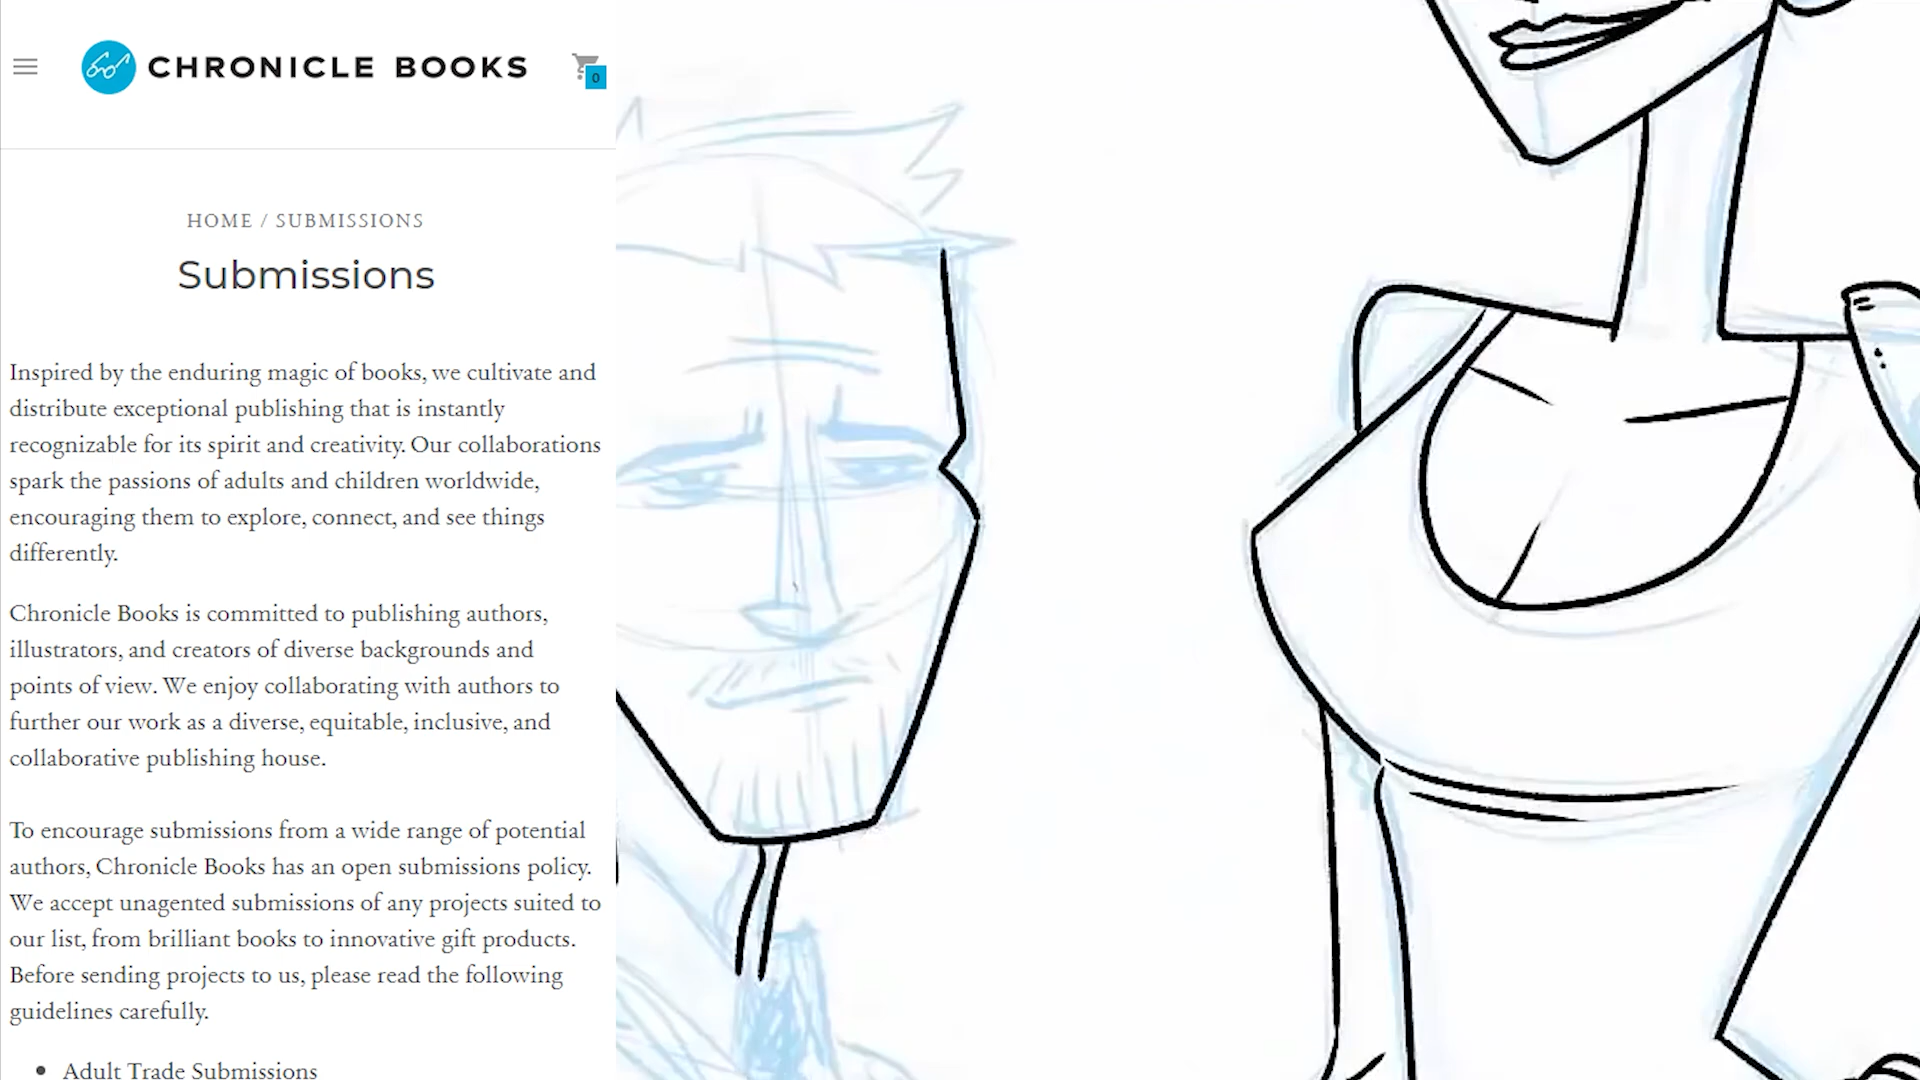 CHRONICLE BOOKS
0
HOME / SUBMISSIONS
Submissions
Inspired by the enduring magic of books, we cultivate and
distribute exceptional publishing that is instantly
recognizable for its spirit and creativity. Our collaborations
spark the passions of adults and children worldwide,
encouraging them to explore, connect, and see things
differently.
Chronicle Books is committed to publishing authors,
illustrators, and creators of diverse backgrounds and
points of view. We enjoy collaborating with authors to
further our work as a diverse, equitable, inclusive, and
collaborative publishing house.
To encourage submissions from a wide range of potential
authors, Chronicle Books has an open submissions policy.
We accept unagented submissions of any projects suited to
our list, from brilliant books to innovative gift products.
Before sending projects to us, please read the following
guidelines carefully.
• Adult Trade Submissions